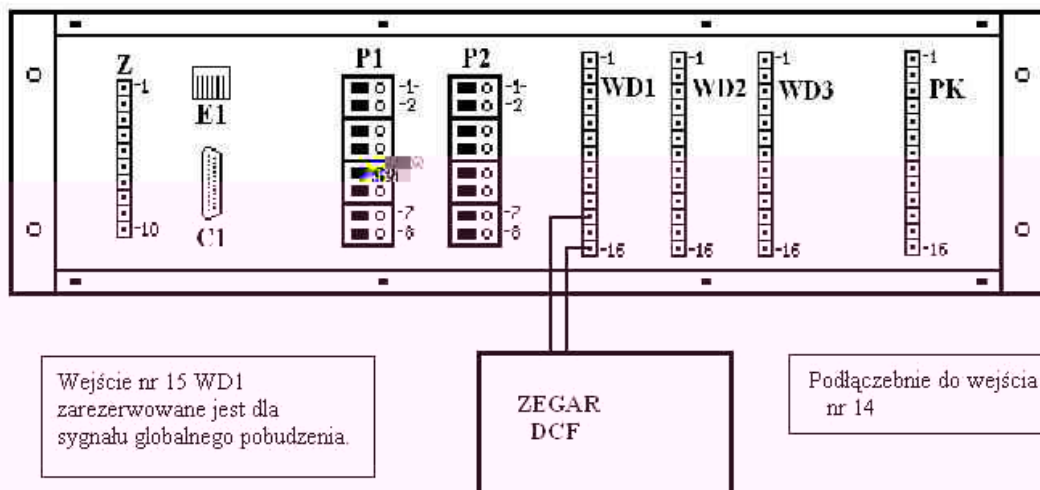 Z
E1
C1
-1
-10
P1
-1-
-2
-7
-8
P2
-1-
-2
-7
-8
WD1
-1
-16
WD2
-1
-16
WD3
-1
-16
PK
-1
-16
Wejście nr 15 WD1
zarezerwowane jest dla
sygnału globalnego pobudzenia.
ZEGAR
DCF
Podłączebnie do wejścia
nr 14